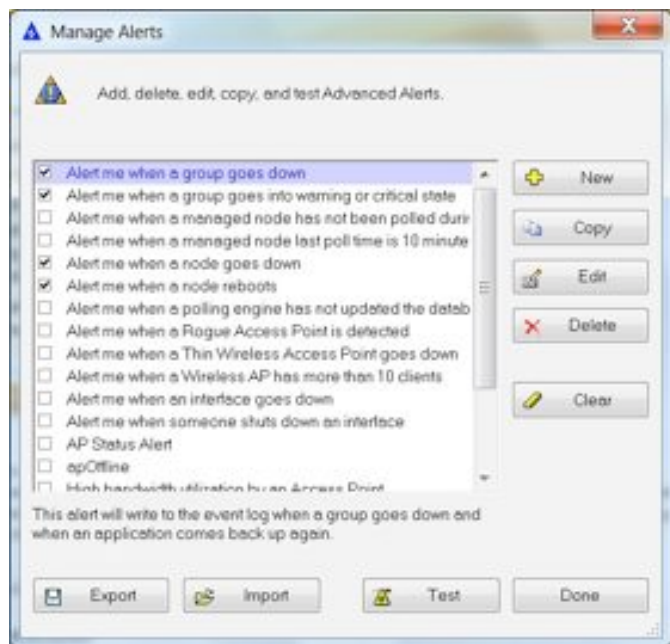 Manage Alerts
Add, delete, edit, copy, and test Advanced Alerts.
Alert me when a group goes down
Alert me when a group goes into warning or critical state
Alert me when a managed node has not been polled durin
Alert me when a managed node last poll time is 10 minute
Alert me when a node goes down
Alert me when a node reboots
Alert me when a polling engine has not updated the datab
Alert me when a Rogue Access Point is detected
Alert me when a Thin Wireless Access Point goes down
Alert me when a Wireless AP has more than 10 clients
Alert me when an interface goes down
Alert me when someone shuts down an interface
AP Status Alert
apOffline
High bandwidth utilization by an Access Point
New
Copy
Edit
Delete
Clear
This alert will write to the event log when a group goes down and
when an application comes back up again.
Export
Import
Test
Done